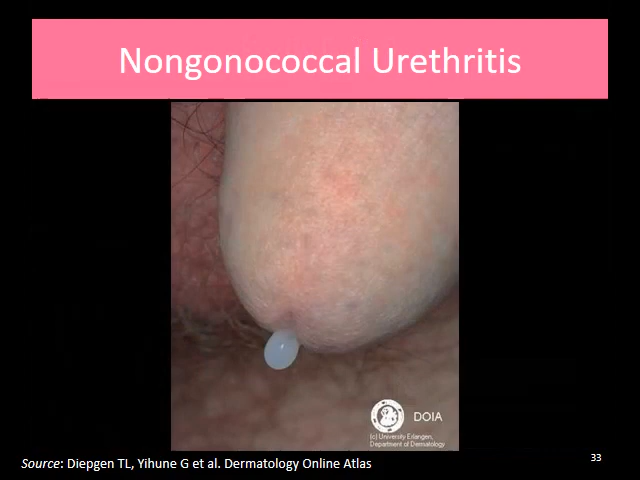 Nongonococcal Urethritis
DOIA
(c) University Erlangen,
Department of Dermatology
33
Source: Diepgen TL, Yihune G et al. Dermatology Online Atlas